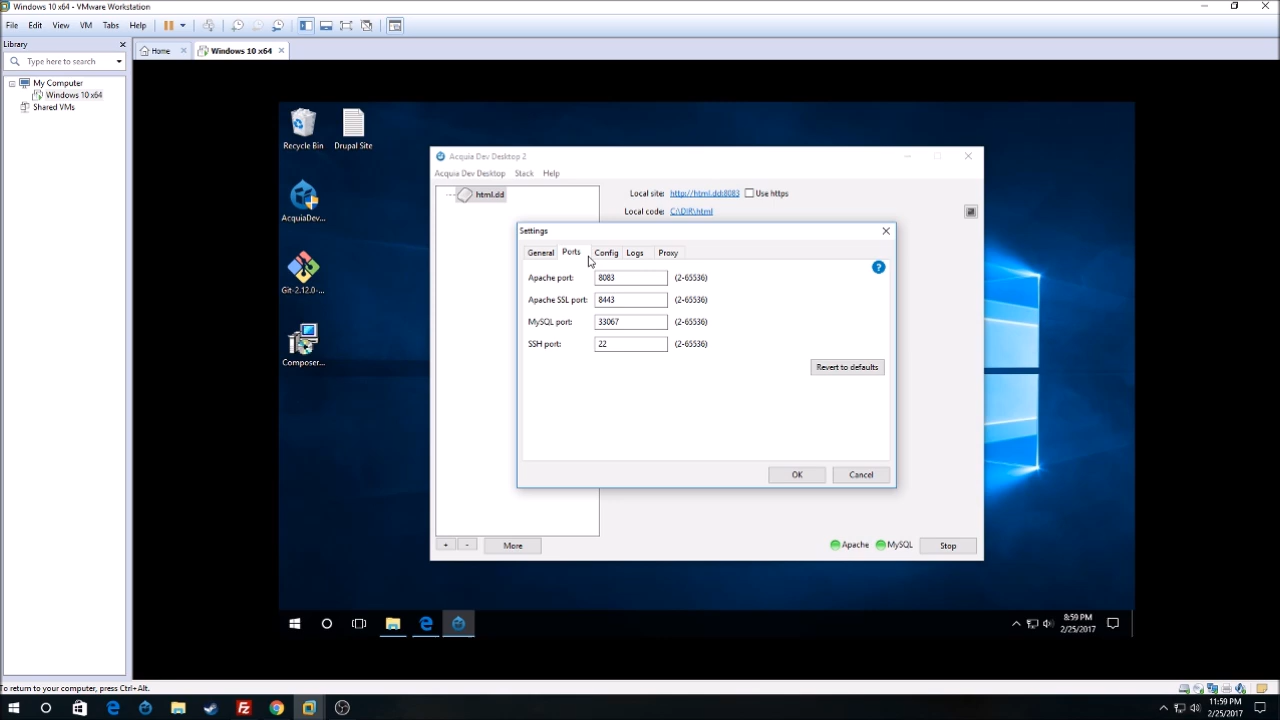 Windows 10 x64 - VMware Workstation
File Edit View VM Tabs Help
Library
Home
Windows 10 x64
Type here to search
My Computer
Windows 10 x64
Shared VMs
Recycle Bin
Drupal Site
AcquiaDev...
Git-2.12.0-...
Composer...
Acquia Dev Desktop 2
Acquia Dev Desktop Stack Help
html.dd
Local site: http://html.dd:8083 Use https
Local code: C:\DIR\html
Settings
General Ports Config Logs Proxy
?
Apache port: 8083 (2-65536)
Apache SSL port: 8443 (2-65536)
MySQL port: 33067 (2-65536)
SSH port: 22 (2-65536)
Revert to defaults
OK Cancel
+ - More
Apache MySQL Stop
8:59 PM
2/25/2017
To return to your computer, press Ctrl+Alt.
11:59 PM
2/25/2017